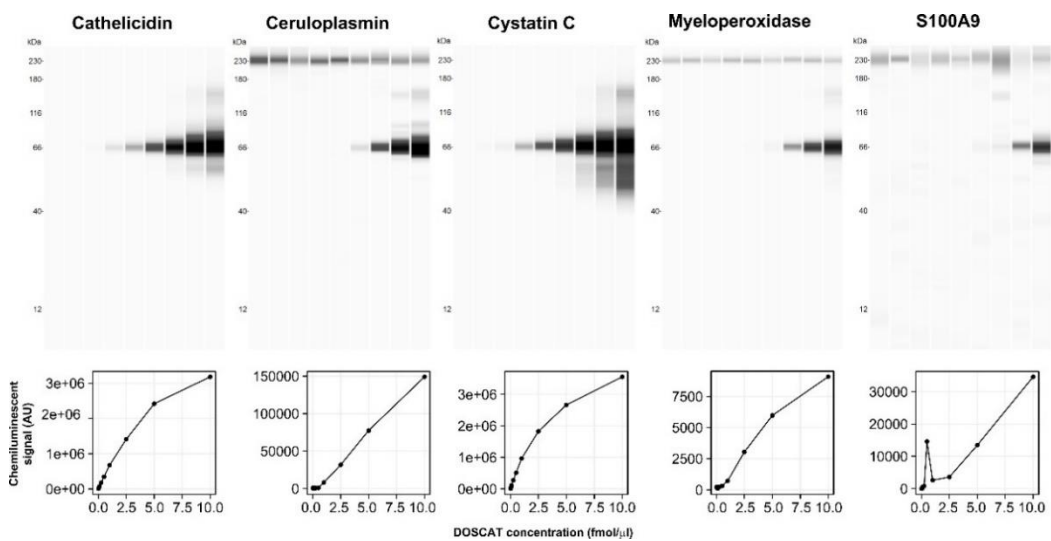 Cathelicidin Ceruloplasmin Cystatin C Myeloperoxidase S100A9
kDa kDa kDa kDa kDa
230 230 230 230 230
180 180 180 180 180
116 116 116 116 116
66 66 66 66 66
40 40 40 40 40
12 12 12 12 12
Chemiluminescent
signal (AU)
3e+06
2e+06
1e+06
0e+00
0.0 2.5 5.0 7.5 10.0
150000
100000
50000
0
0.0 2.5 5.0 7.5 10.0
3e+06
2e+06
1e+06
0e+00
0.0 2.5 5.0 7.5 10.0
7500
5000
2500
0
0.0 2.5 5.0 7.5 10.0
30000
20000
10000
0
0.0 2.5 5.0 7.5 10.0
DOSCAT concentration (fmol/µl)